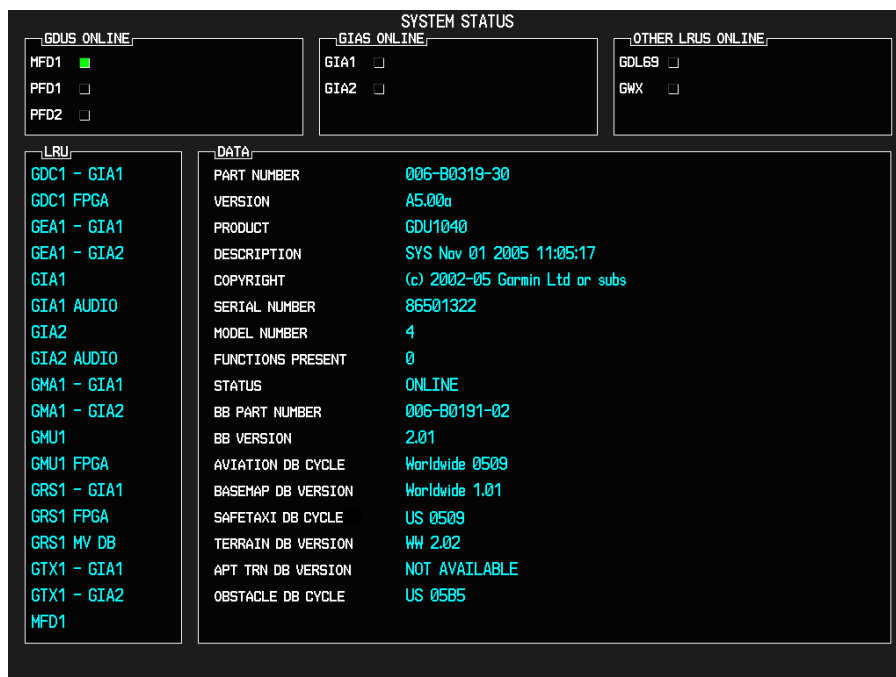 SYSTEM STATUS
GDUS ONLINE
MFD1
PFD1
PFD2
GIAS ONLINE
GIA1
GIA2
OTHER LRUS ONLINE
GDL69
GWX
LRU
GDC1 - GIA1
GDC1 FPGA
GEA1 - GIA1
GEA1 - GIA2
GIA1
GIA1 AUDIO
GIA2
GIA2 AUDIO
GMA1 - GIA1
GMA1 - GIA2
GMU1
GMU1 FPGA
GRS1 - GIA1
GRS1 FPGA
GRS1 MV DB
GTX1 - GIA1
GTX1 - GIA2
MFD1
DATA
PART NUMBER 006-B0319-30
VERSION A5.00a
PRODUCT GDU1040
DESCRIPTION SYS Nov 01 2005 11:05:17
COPYRIGHT (c) 2002-05 Garmin Ltd or subs
SERIAL NUMBER 86501322
MODEL NUMBER 4
FUNCTIONS PRESENT 0
STATUS ONLINE
BB PART NUMBER 006-B0191-02
BB VERSION 2.01
AVIATION DB CYCLE Worldwide 0509
BASEMAP DB VERSION Worldwide 1.01
SAFETAXI DB CYCLE US 0509
TERRAIN DB VERSION WW 2.02
APT TRN DB VERSION NOT AVAILABLE
OBSTACLE DB CYCLE US 05B5